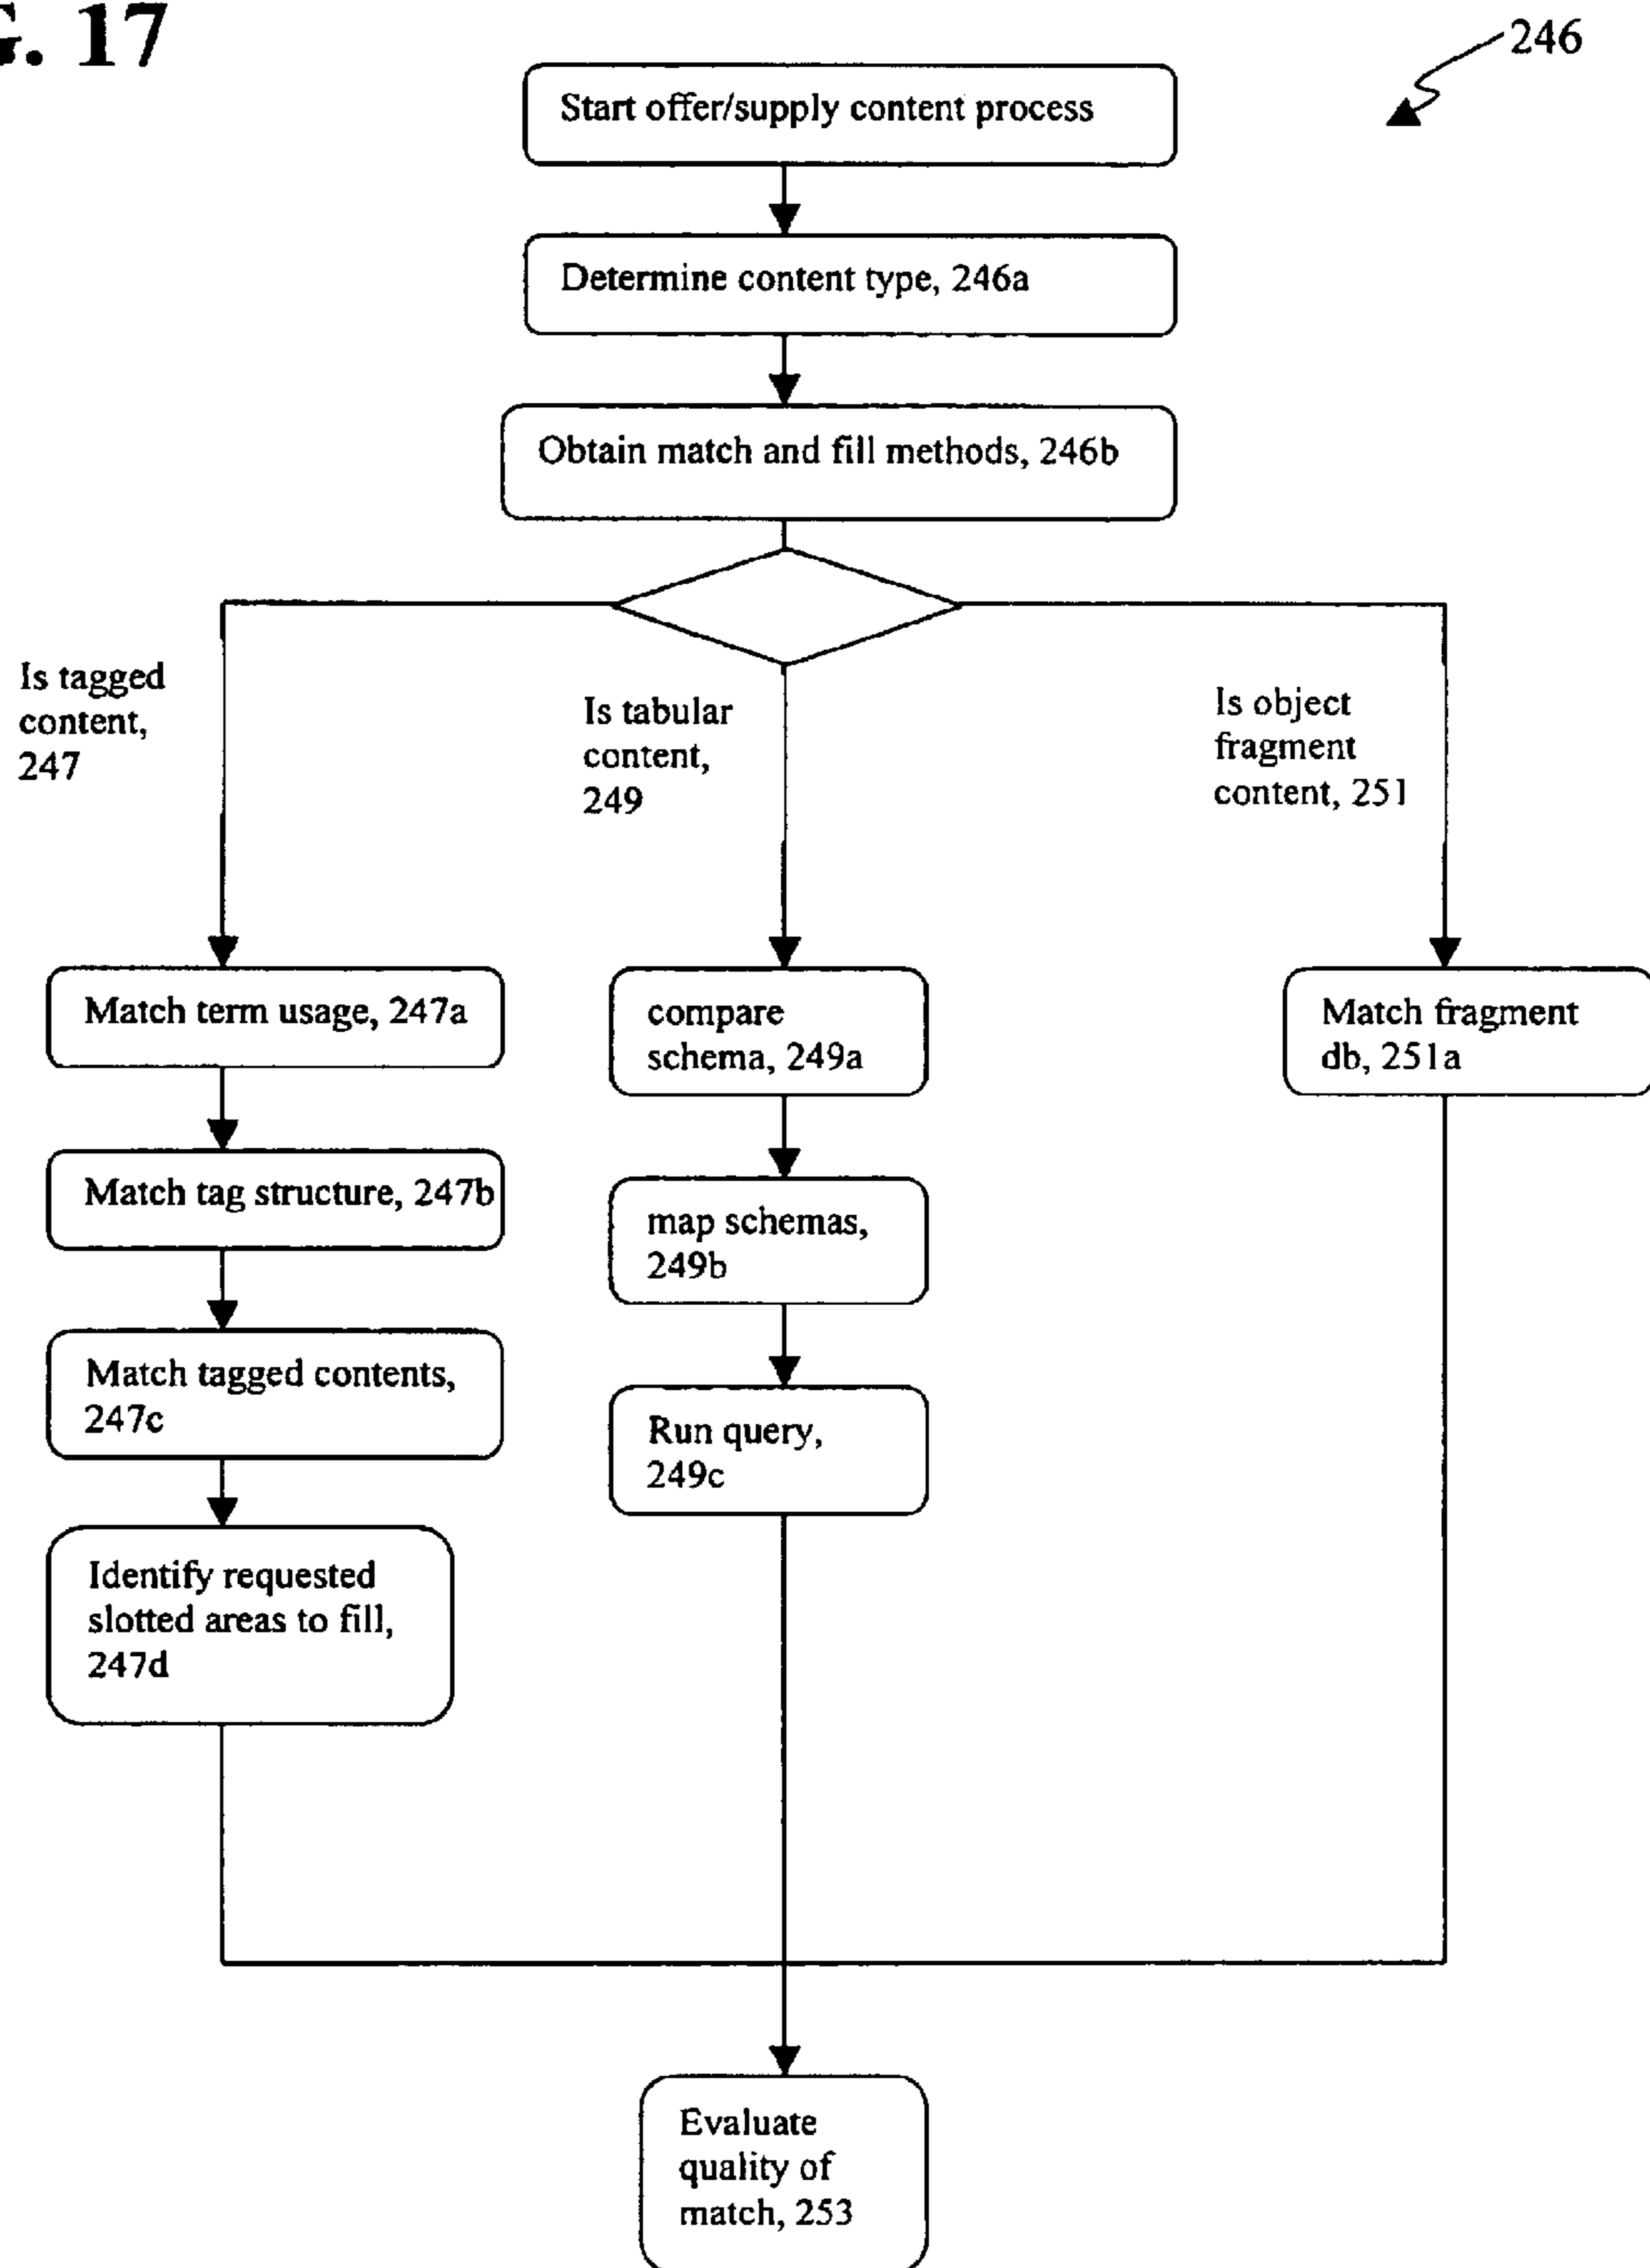 G. 17
246
Start offer/supply content process
Determine content type, 246a
Obtain match and fill methods, 246b
Is tagged
content,
247
Is tabular
content,
249
Is object
fragment
content, 251
Match term usage, 247a
Match tag structure, 247b
Match tagged contents,
247c
Identify requested
slotted areas to fill,
247d
compare
schema, 249a
map schemas,
249b
Run query,
249c
Match fragment
db, 251a
Evaluate
quality of
match, 253